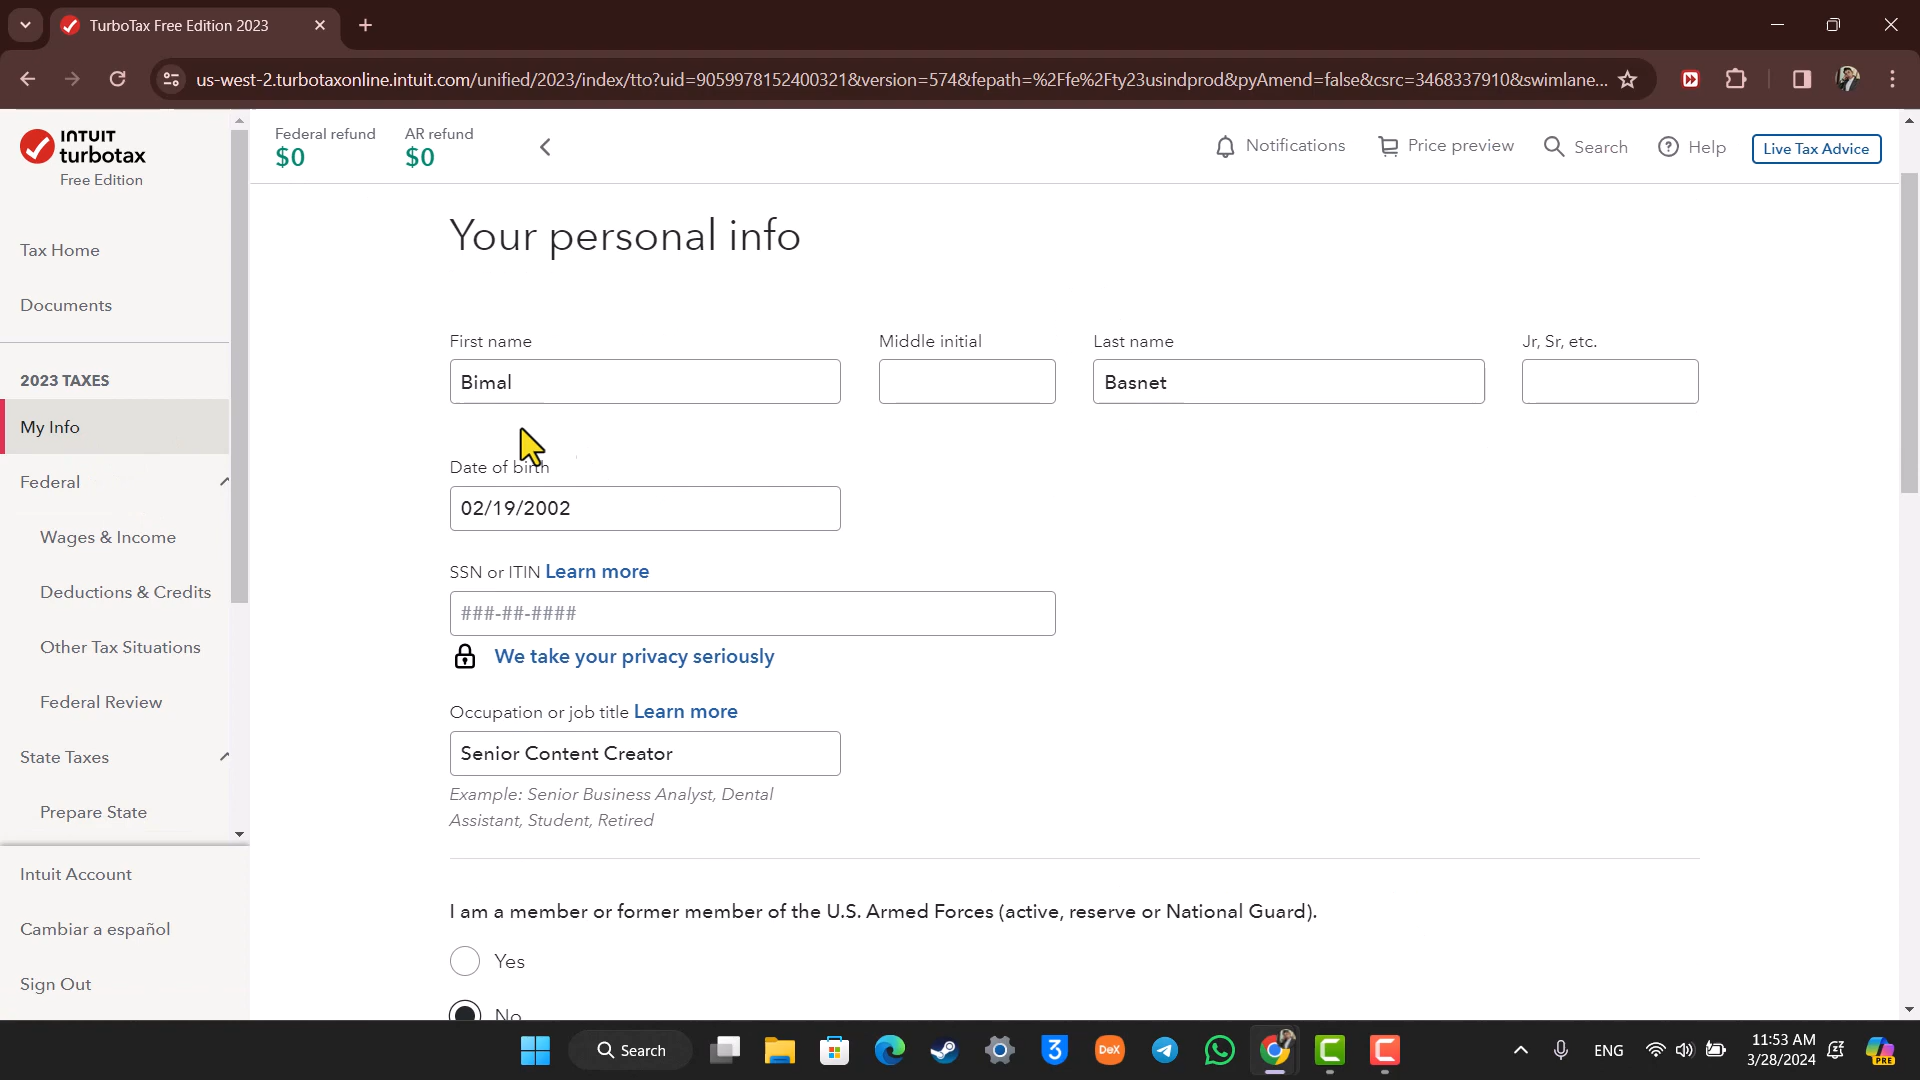 TurboTax Free Edition 2023
us-west-2.turbotaxonline.intuit.com/unified/2023/index/tto?uid=9059978152400321&version=574&fepath=%2Ffe%2Fty23usindprod&pyAmend=false&csrc=3468337910&swimlane...
INTUIT
turbotax
Free Edition
Federal refund
$0
AR refund
$0
Notifications
Price preview
Search
Help
Live Tax Advice
Tax Home
Documents
2023 TAXES
My Info
Federal
Wages & Income
Deductions & Credits
Other Tax Situations
Federal Review
State Taxes
Prepare State
Intuit Account
Cambiar a español
Sign Out
Your personal info
First name
Middle initial
Last name
Jr, Sr, etc.
Bimal
Basnet
Date of birth
02/19/2002
SSN or ITIN Learn more
###-##-####
We take your privacy seriously
Occupation or job title Learn more
Senior Content Creator
Example: Senior Business Analyst, Dental
Assistant, Student, Retired
I am a member or former member of the U.S. Armed Forces (active, reserve or National Guard).
Yes
No
Search
3
DeX
ENG
11:53 AM
3/28/2024
PRE